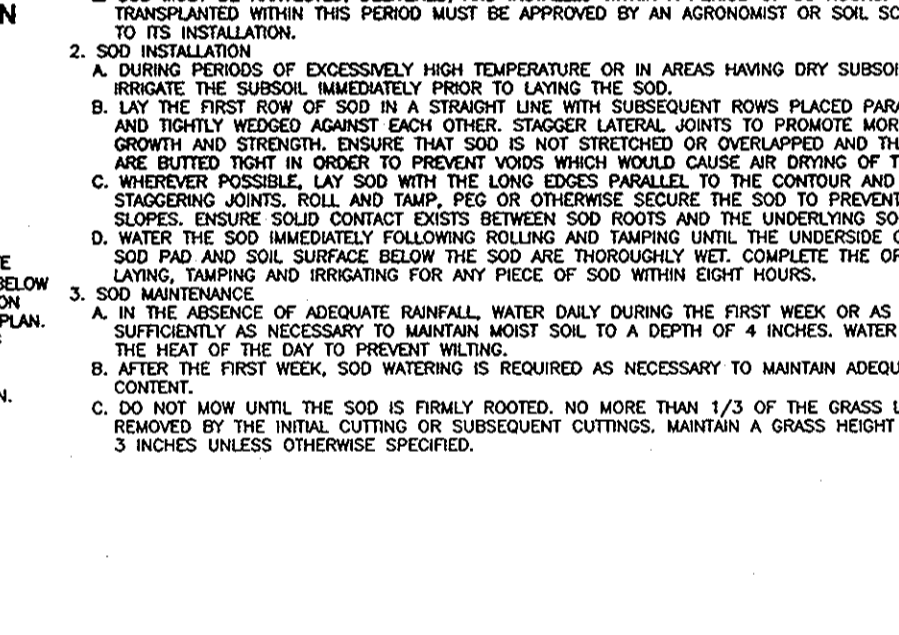 N
TRANSPLANTED WITHIN THIS PERIOD MUST BE APPROVED BY AN AGRONOMIST OR SOIL SC
TO ITS INSTALLATION.
2. SOD INSTALLATION
A. DURING PERIODS OF EXCESSIVELY HIGH TEMPERATURE OR IN AREAS HAVING DRY SUBSOI
IRRIGATE THE SUBSOIL IMMEDIATELY PRIOR TO LAYING THE SOD.
B. LAY THE FIRST ROW OF SOD IN A STRAIGHT LINE WITH SUBSEQUENT ROWS PLACED PARA
AND TIGHTLY WEDGED AGAINST EACH OTHER. STAGGER LATERAL JOINTS TO PROMOTE MOR
GROWTH AND STRENGTH. ENSURE THAT SOD IS NOT STRETCHED OR OVERLAPPED AND TH
ARE BUTTED TIGHT IN ORDER TO PREVENT VOIDS WHICH WOULD CAUSE AIR DRYING OF T
C. WHEREVER POSSIBLE, LAY SOD WITH THE LONG EDGES PARALLEL TO THE CONTOUR AND
STAGGERING JOINTS. ROLL AND TAMP, PEG OR OTHERWISE SECURE THE SOD TO PREVENT
SLOPES. ENSURE SOLID CONTACT EXISTS BETWEEN SOD ROOTS AND THE UNDERLYING SO
D. WATER THE SOD IMMEDIATELY FOLLOWING ROLLING AND TAMPING UNTIL THE UNDERSIDE
SOD PAD AND SOIL SURFACE BELOW THE SOD ARE THOROUGHLY WET. COMPLETE THE OP
LAYING, TAMPING AND IRRIGATING FOR ANY PIECE OF SOD WITHIN EIGHT HOURS.
3. SOD MAINTENANCE
A. IN THE ABSENCE OF ADEQUATE RAINFALL, WATER DAILY DURING THE FIRST WEEK OR AS
SUFFICIENTLY AS NECESSARY TO MAINTAIN MOIST SOIL TO A DEPTH OF 4 INCHES. WATER
THE HEAT OF THE DAY TO PREVENT WILTING.
B. AFTER THE FIRST WEEK, SOD WATERING IS REQUIRED AS NECESSARY TO MAINTAIN ADEQU
CONTENT.
C. DO NOT MOW UNTIL THE SOD IS FIRMLY ROOTED. NO MORE THAN 1/3 OF THE GRASS L
REMOVED BY THE INITIAL CUTTING OR SUBSEQUENT CUTTINGS. MAINTAIN A GRASS HEIGHT
3 INCHES UNLESS OTHERWISE SPECIFIED.
E
BELOW
ON
PLAN.
N.